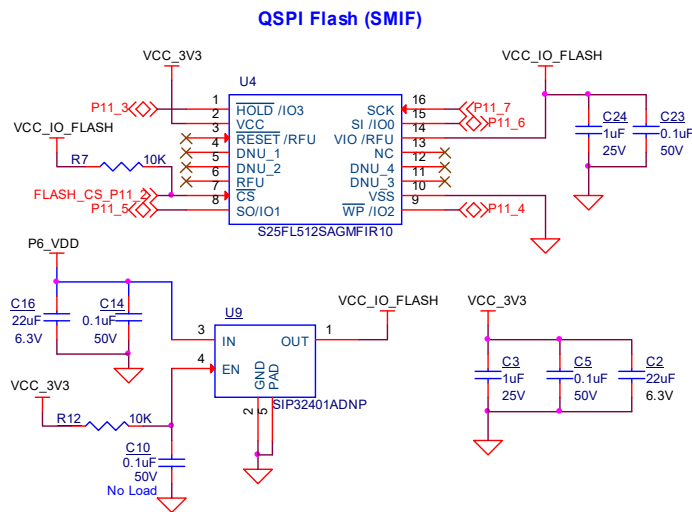 QSPI Flash (SMIF)
VCC_3V3
VCC_IO_FLASH
U4
P11_3
1
HOLD/IO3
SCK
16
P11_7
2
VCC
SI/IO0
15
P11_6
3
RESET/RFU
VIO/RFU
14
4
DNU_1
NC
13
5
DNU_2
DNU_4
12
6
RFU
DNU_3
11
7
CS
VSS
10
8
SO/IO1
WP/IO2
9
P11_4
S25FL512SAGMFIR10
VCC_IO_FLASH
R7
10K
FLASH_CS_P11_2
P11_5
C24
1uF
25V
C23
0.1uF
50V
P6_VDD
C16
22uF
6.3V
C14
0.1uF
50V
U9
3
IN
OUT
1
4
EN
GND
PAD
2
5
SIP32401ADNP
VCC_IO_FLASH
VCC_3V3
R12
10K
C10
0.1uF
50V
No Load
VCC_3V3
C3
1uF
25V
C5
0.1uF
50V
C2
22uF
6.3V